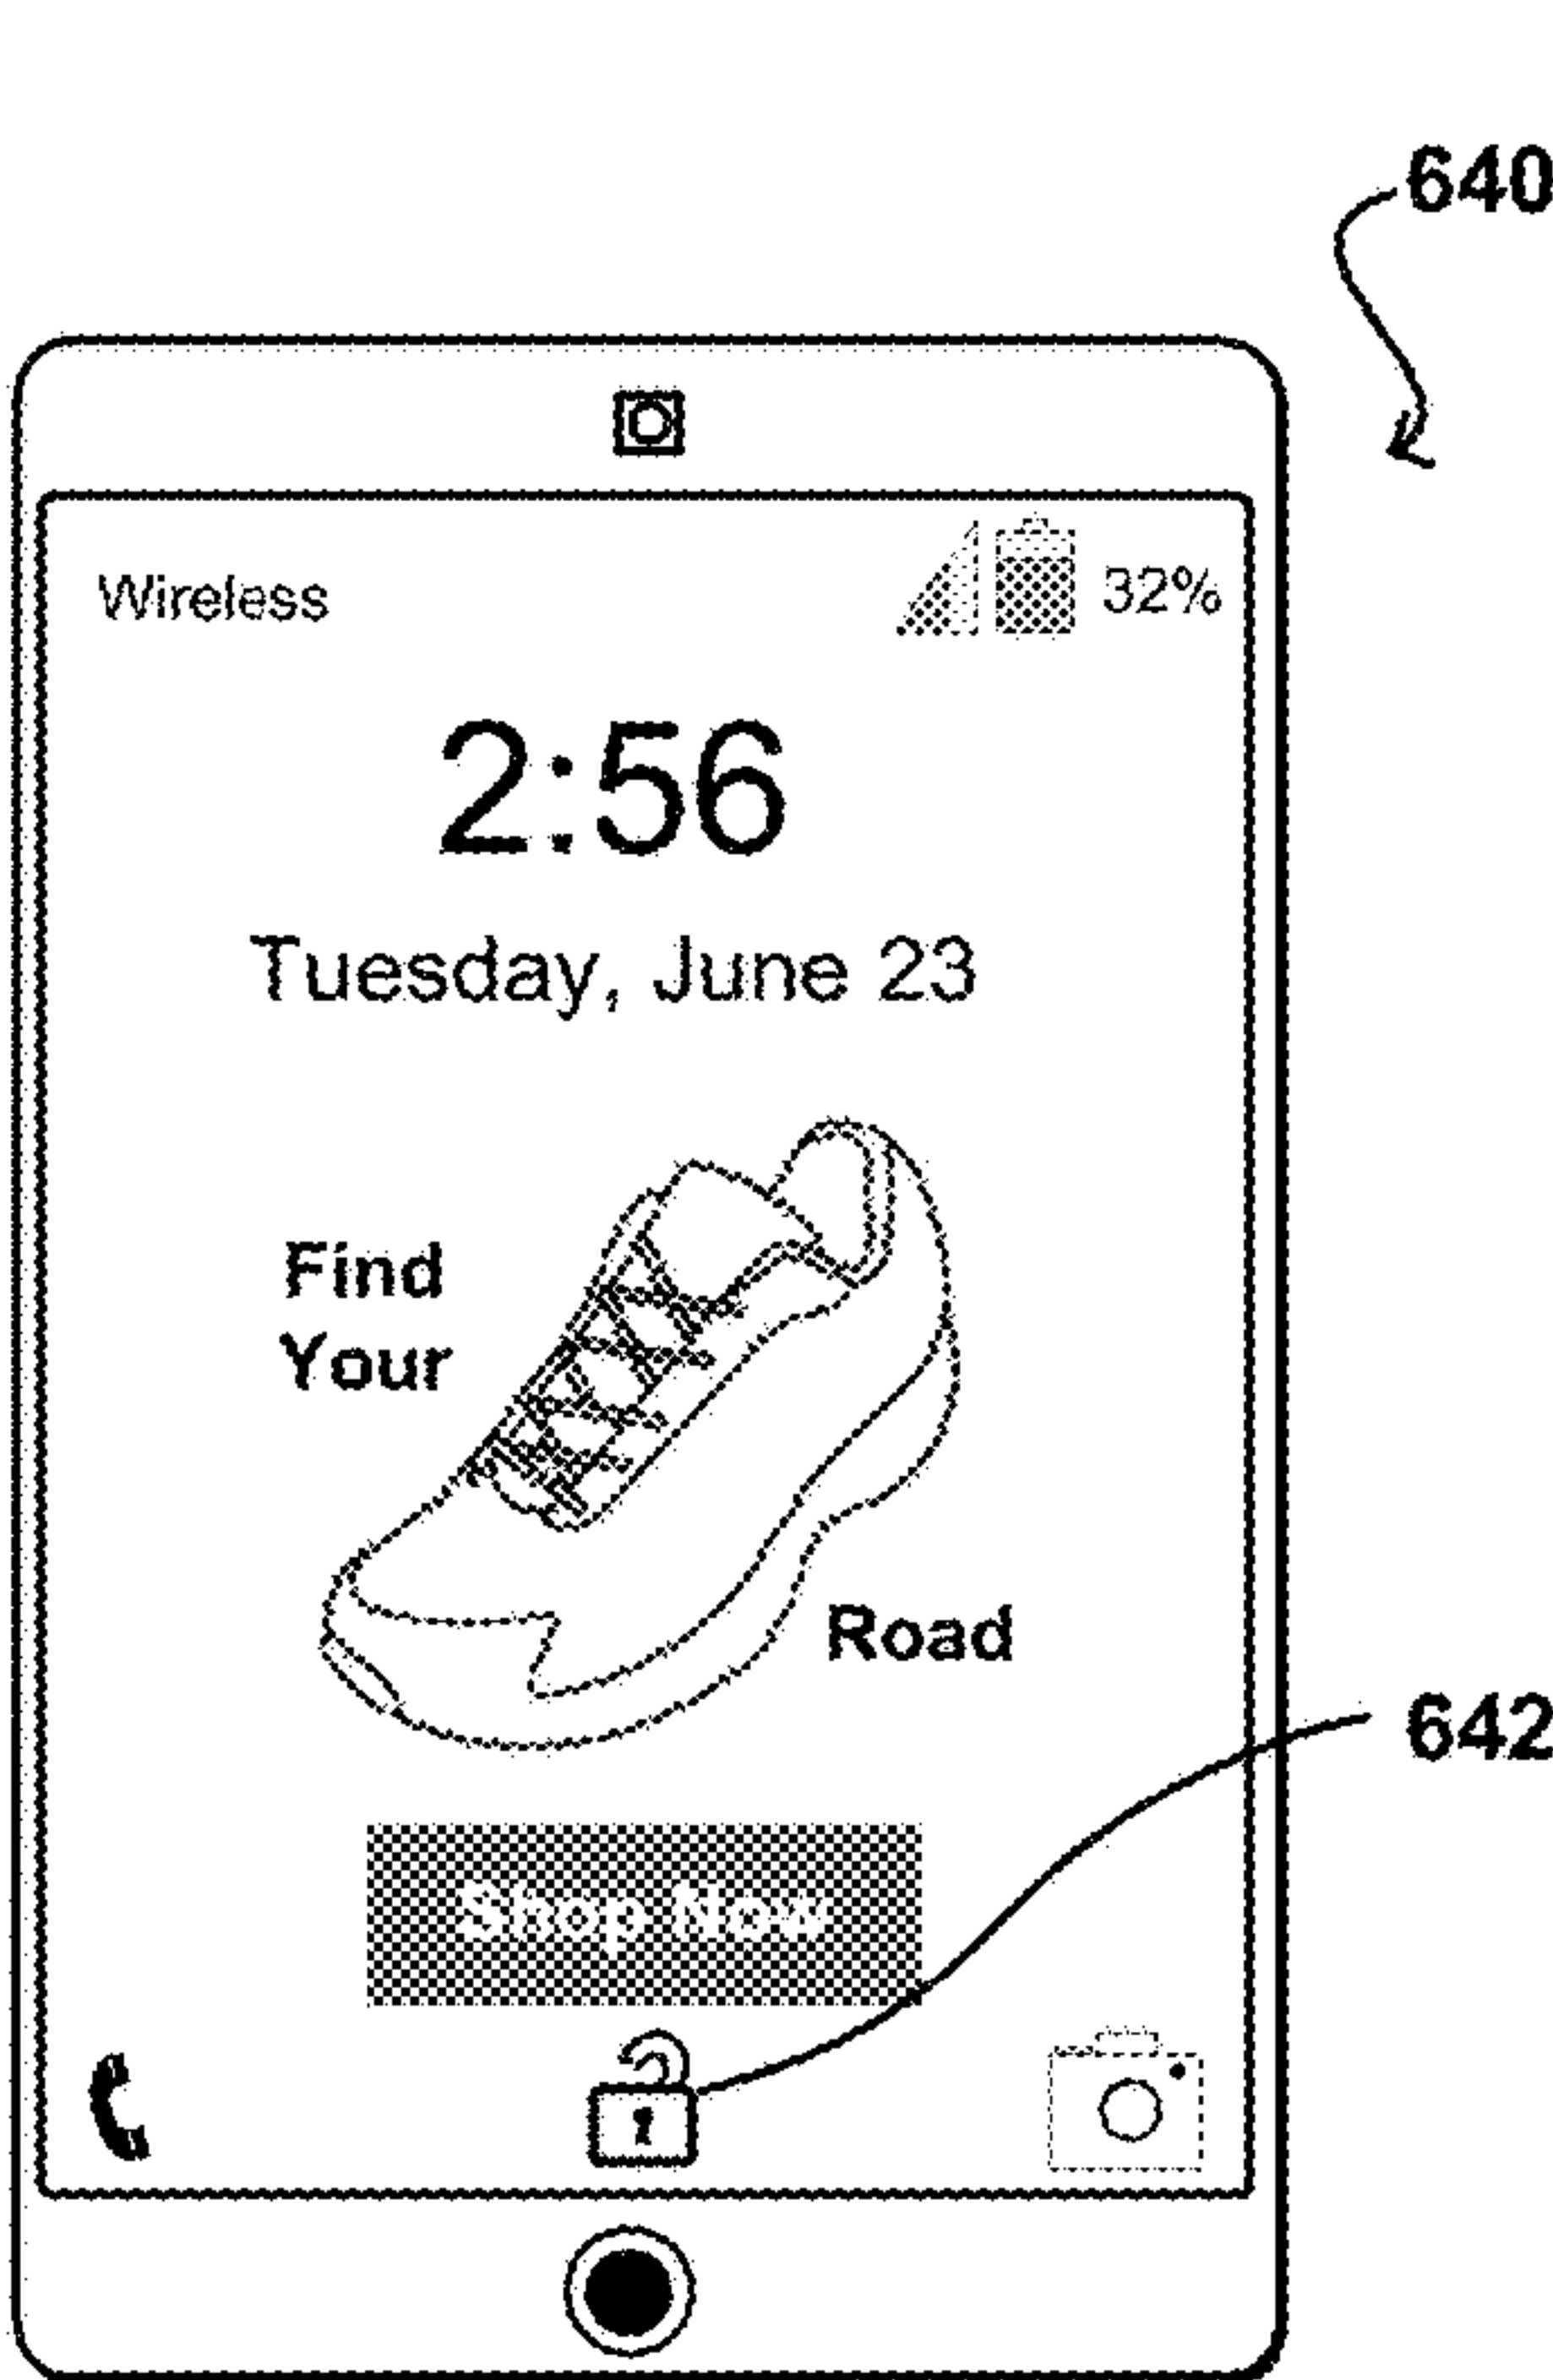 640
Wireless 32%
2:56
Tuesday, June 23
Find
Your
Road
642
Shop Now